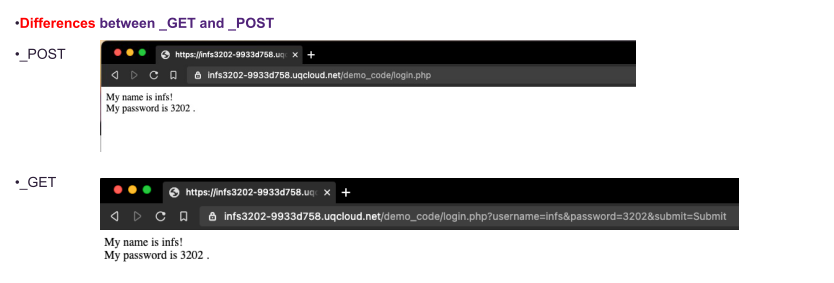 •Differences between _GET and _POST
•_POST
https://infs3202-9933d758.uq
infs3202-9933d758.uqcloud.net/demo_code/login.php
My name is infs!
My password is 3202 .
•_GET
https://infs3202-9933d758.uq
infs3202-9933d758.uqcloud.net/demo_code/login.php?username=infs&password=3202&submit=Submit
My name is infs!
My password is 3202 .